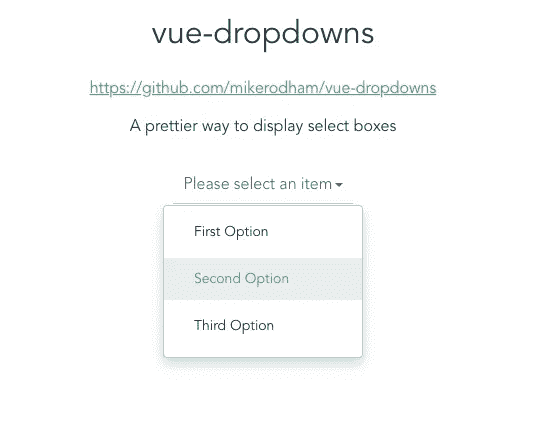 vue-dropdowns
https://github.com/mikerodham/vue-dropdowns
A prettier way to display select boxes
Please select an item
First Option
Second Option
Third Option